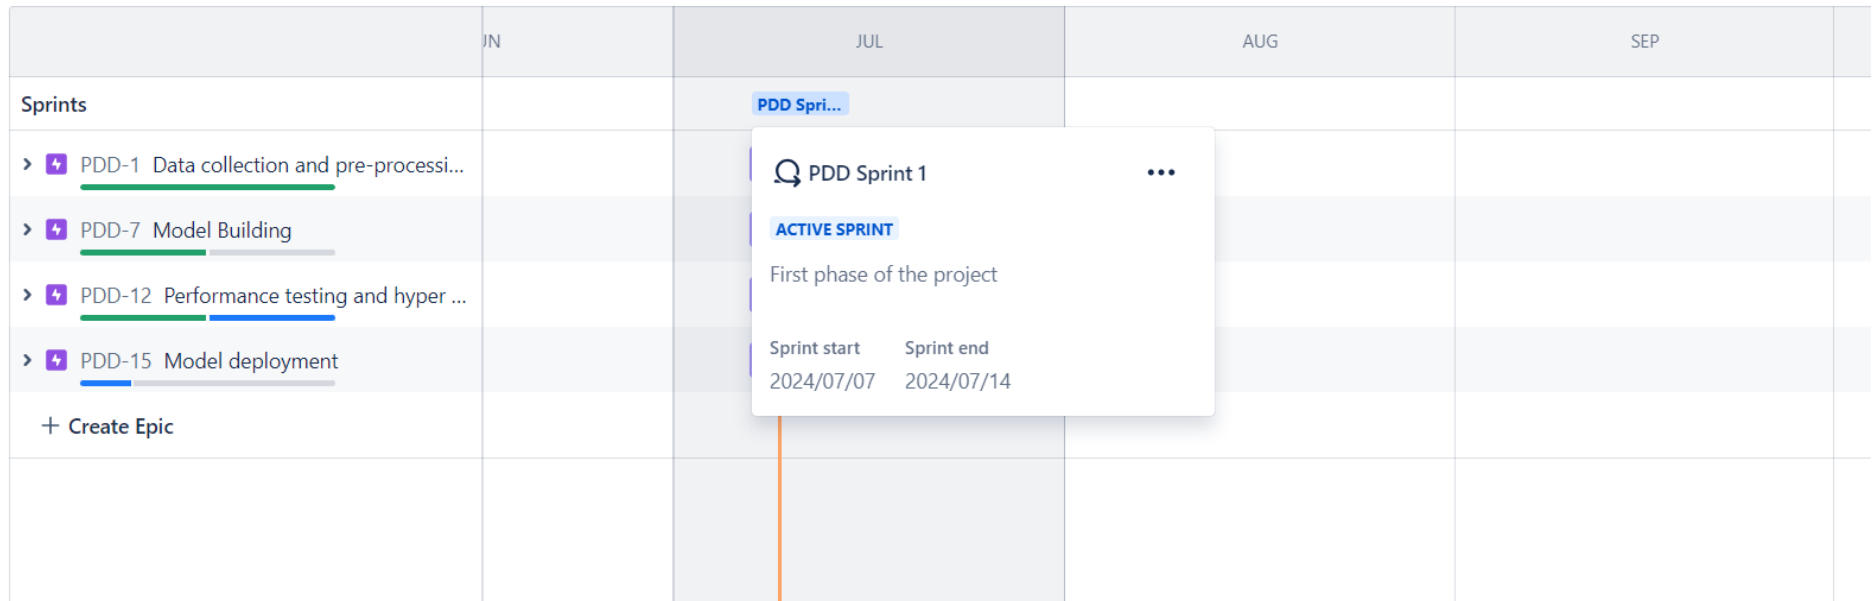 JUN
JUL
AUG
SEP
Sprints
PDD Spri...
PDD-1 Data collection and pre-processi...
PDD-7 Model Building
PDD-12 Performance testing and hyper ...
PDD-15 Model deployment
+ Create Epic
PDD Sprint 1
ACTIVE SPRINT
First phase of the project
Sprint start Sprint end
2024/07/07 2024/07/14